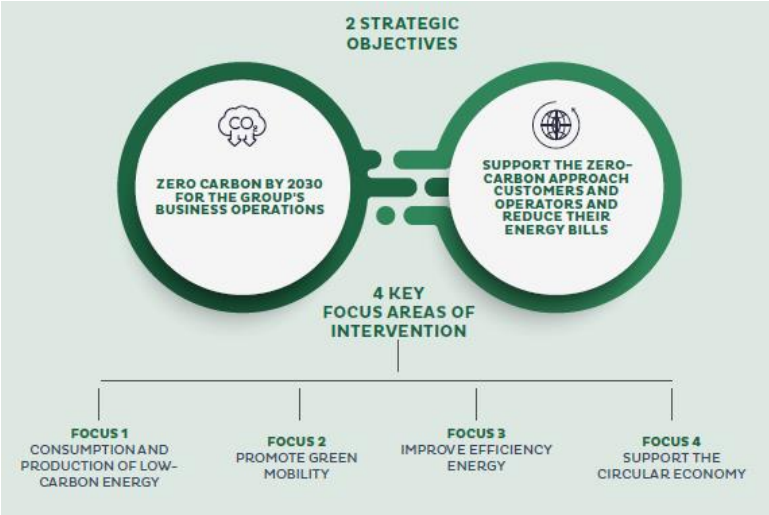 2 STRATEGIC
OBJECTIVES
CO₂
ZERO CARBON BY 2030
FOR THE GROUP'S
BUSINESS OPERATIONS
SUPPORT THE ZERO-
CARBON APPROACH
CUSTOMERS AND
OPERATORS AND
REDUCE THEIR
ENERGY BILLS
4 KEY
FOCUS AREAS OF
INTERVENTION
FOCUS 1
CONSUMPTION AND
PRODUCTION OF LOW-
CARBON ENERGY
FOCUS 2
PROMOTE GREEN
MOBILITY
FOCUS 3
IMPROVE EFFICIENCY
ENERGY
FOCUS 4
SUPPORT THE
CIRCULAR ECONOMY